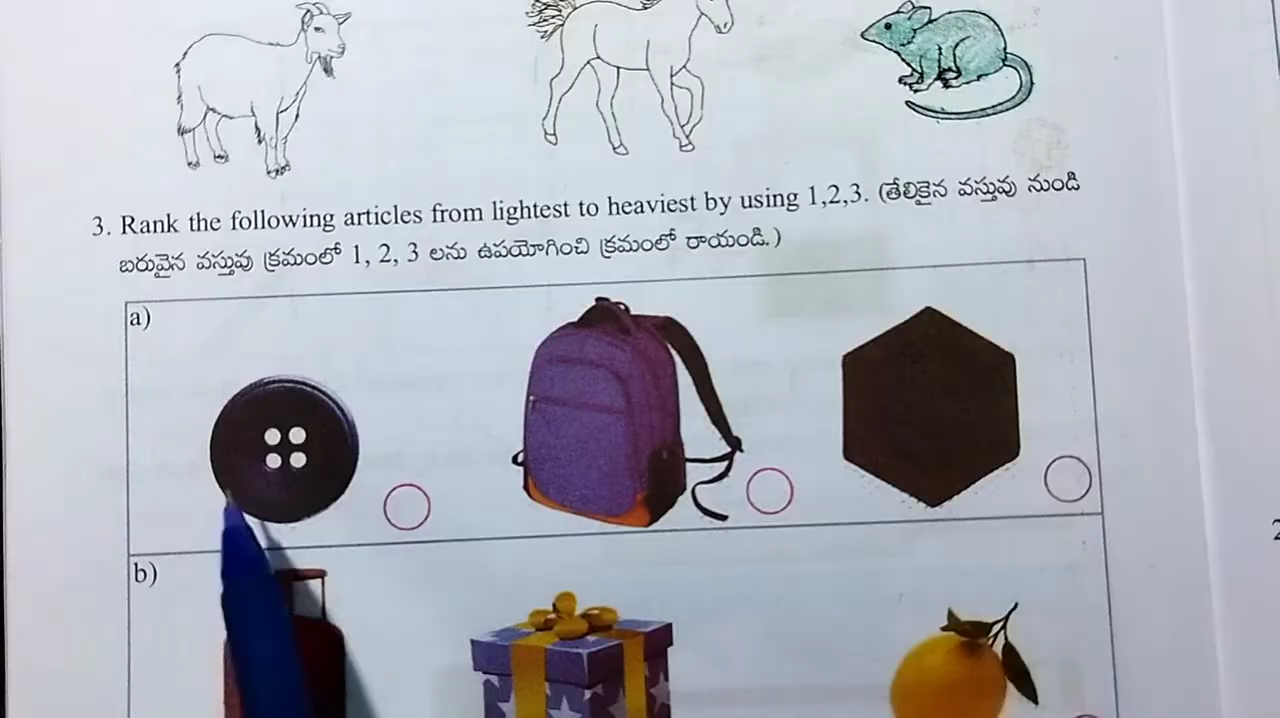 3. Rank the following articles from lightest to heaviest by using 1,2,3. (తేలికైన వస్తువు నుండి
బరువైన వస్తువు క్రమంలో 1, 2, 3 లను ఉపయోగించి క్రమంలో రాయండి.)
a)
b)